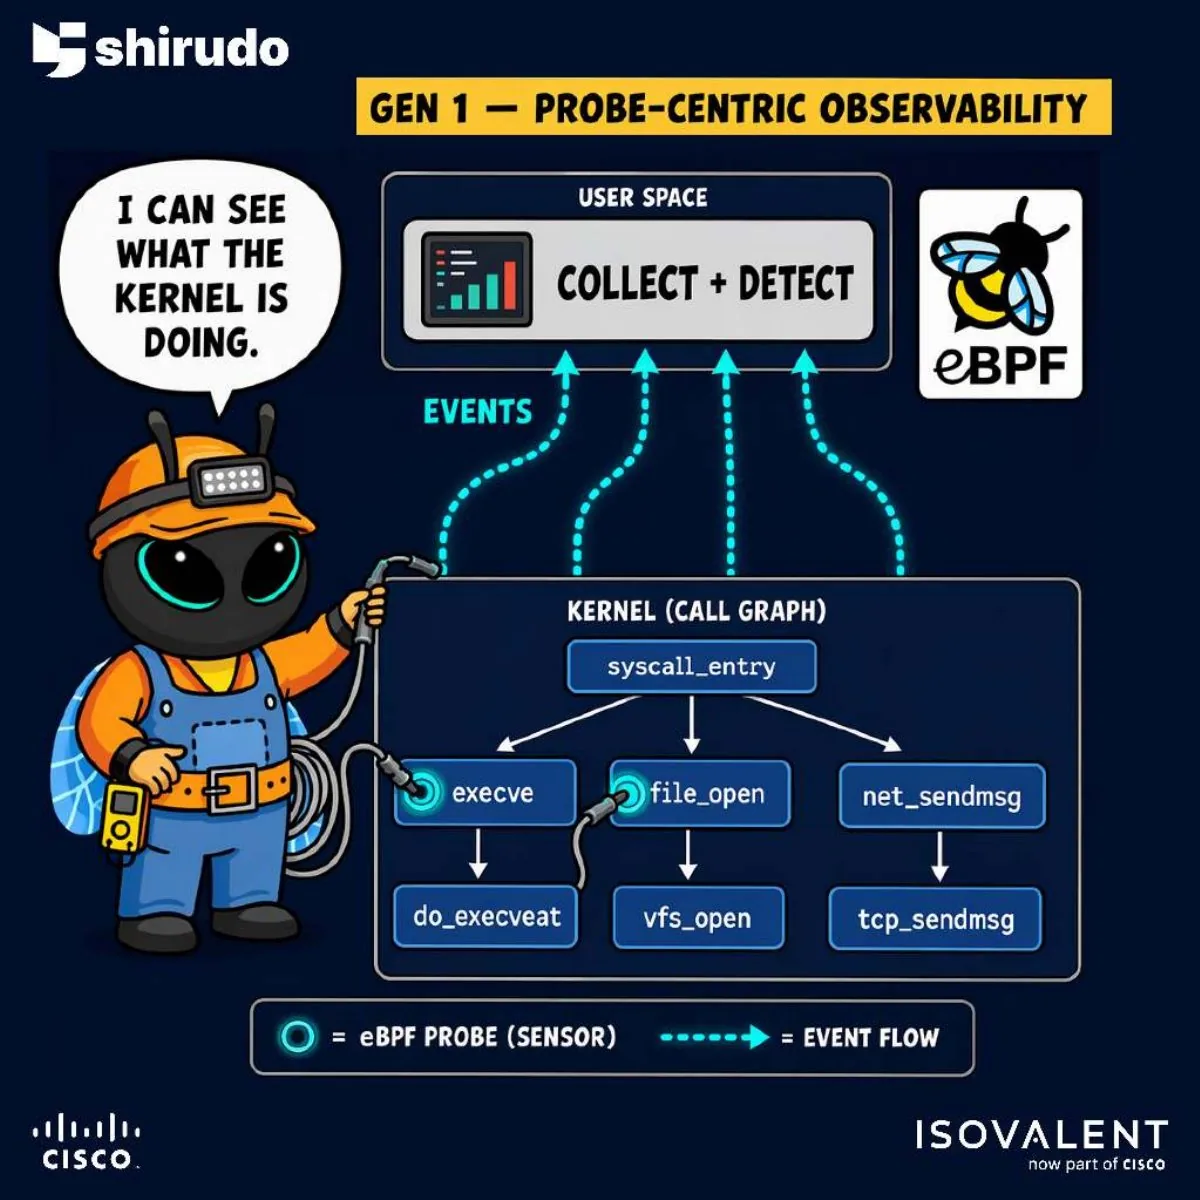 shirudo
GEN 1 — PROBE-CENTRIC OBSERVABILITY
I CAN SEE
WHAT THE
KERNEL IS
DOING.
USER SPACE
COLLECT + DETECT
eBPF
EVENTS
KERNEL (CALL GRAPH)
syscall_entry
execve
file_open
net_sendmsg
do_execveat
vfs_open
tcp_sendmsg
= eBPF PROBE (SENSOR)
= EVENT FLOW
CISCO
ISOVALENT
now part of CISCO